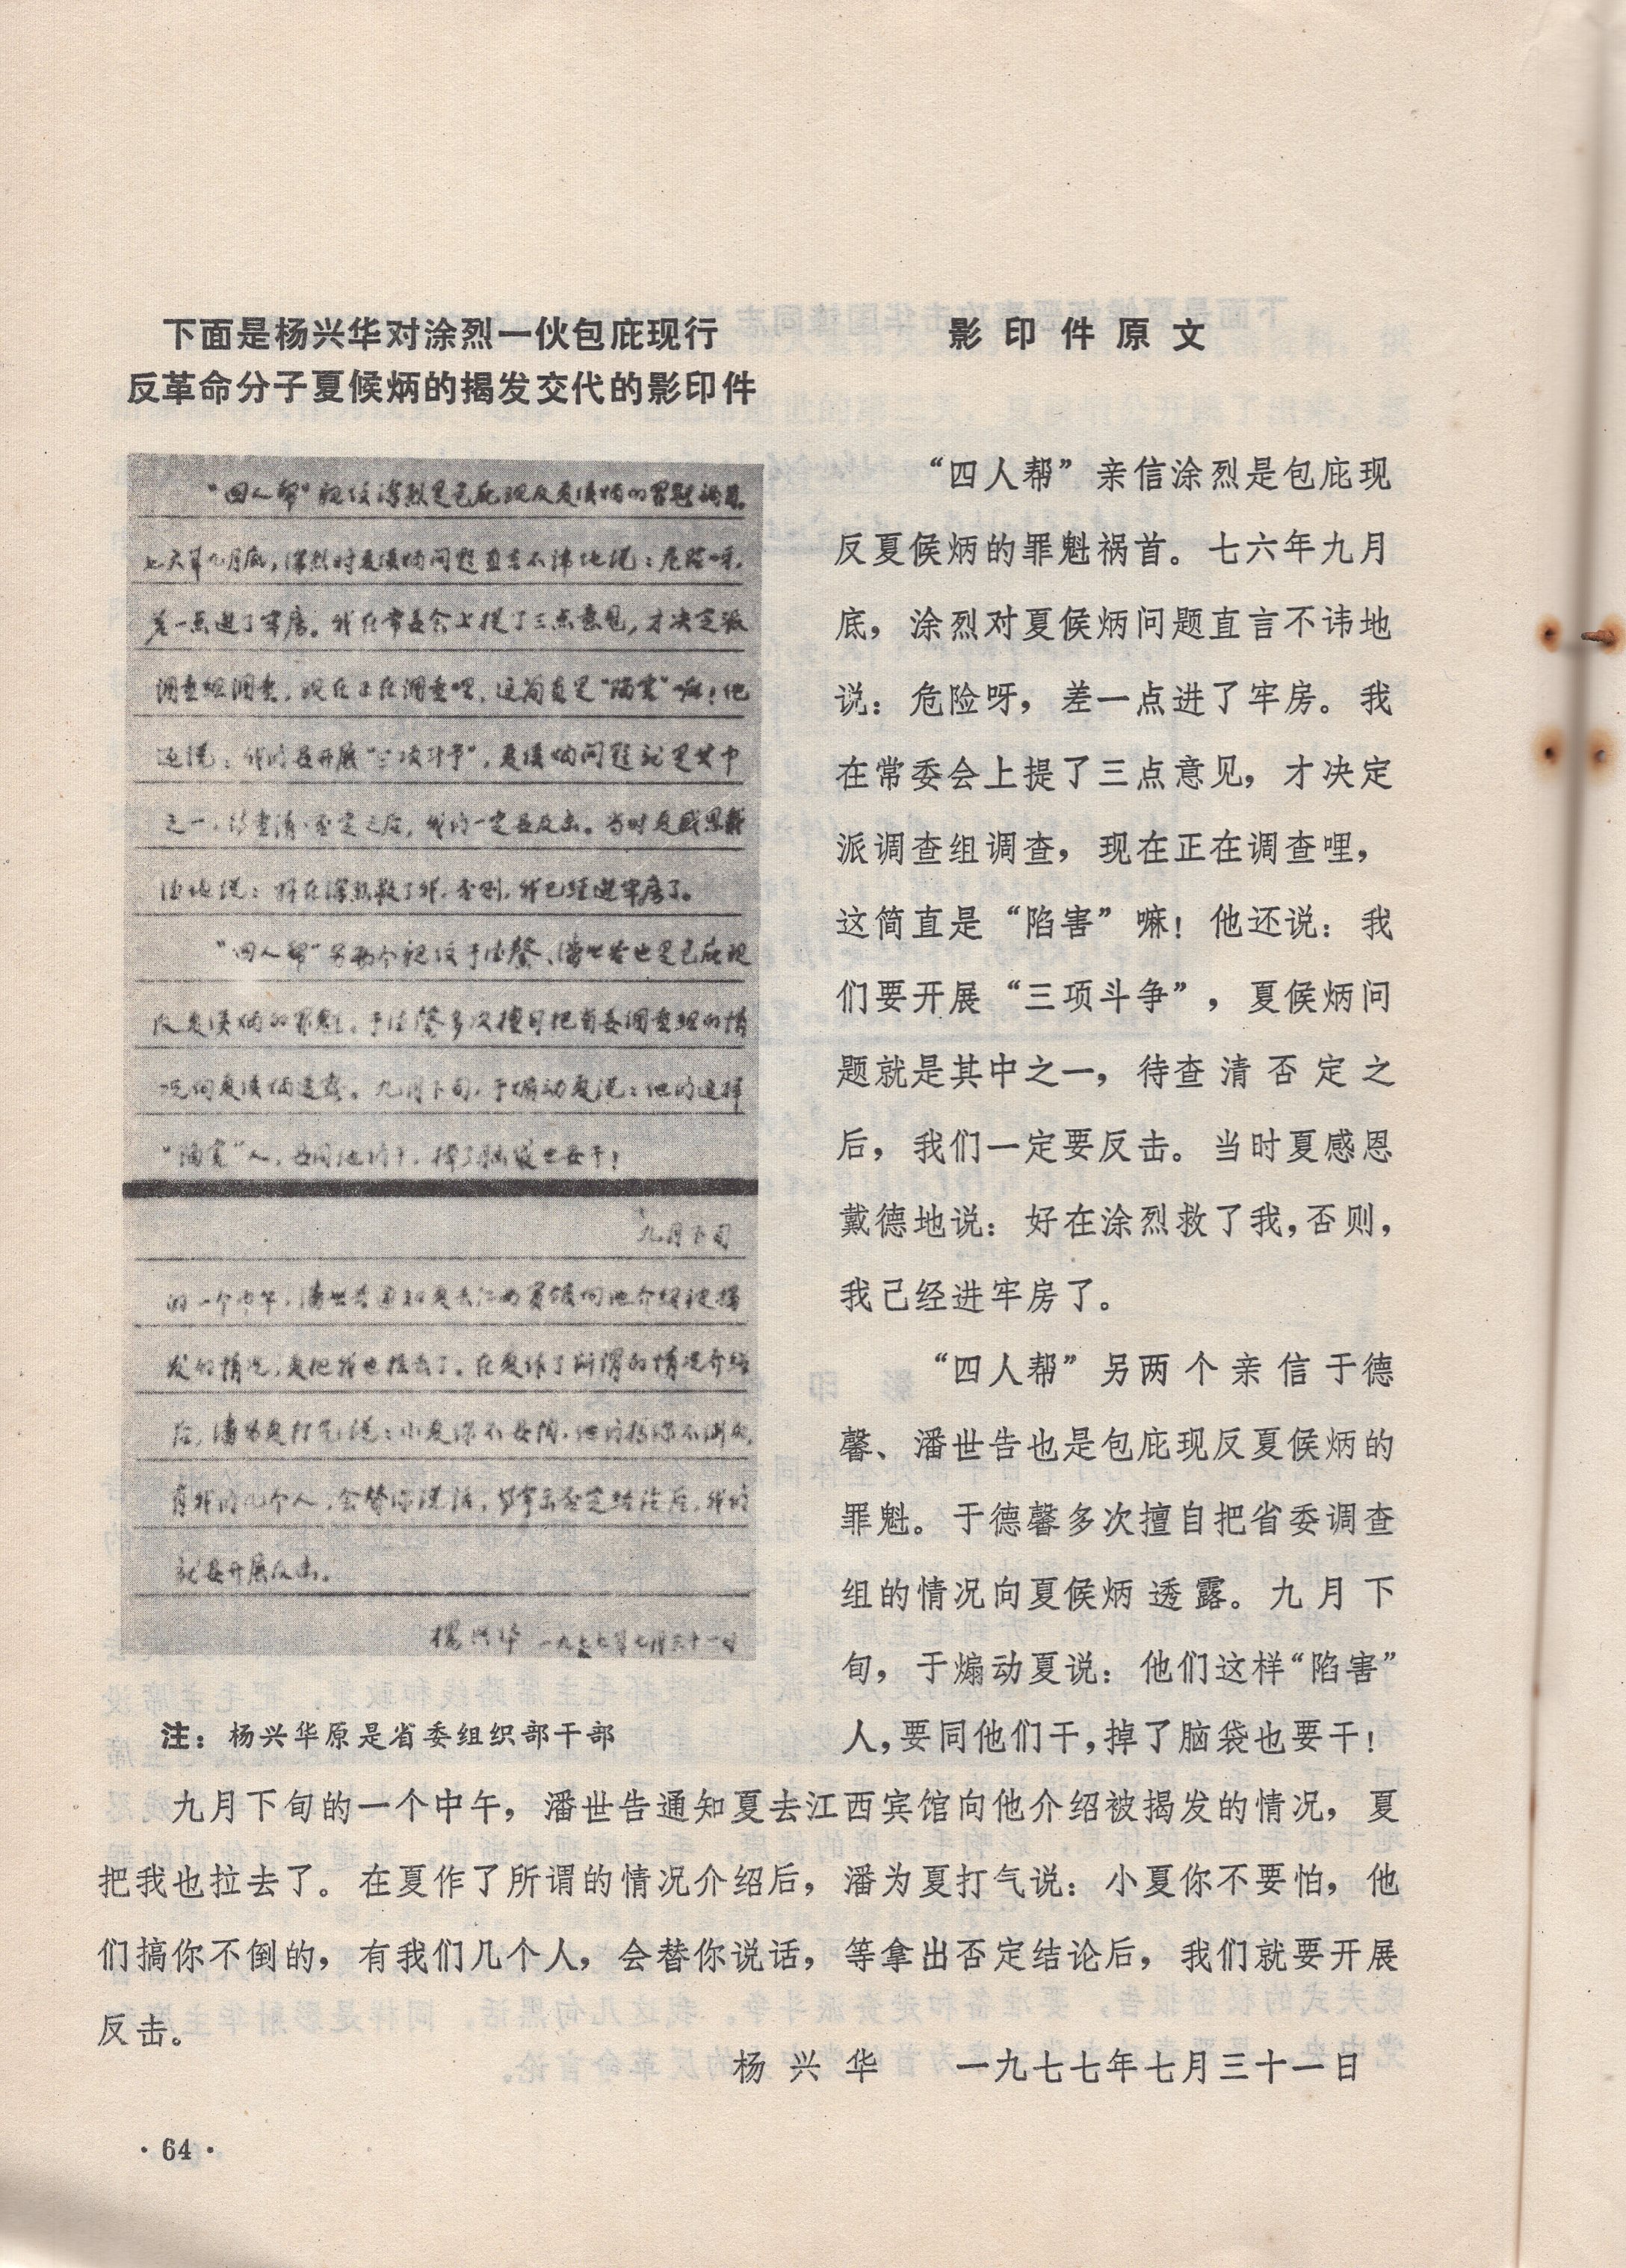 下面是杨兴华对涂烈一伙包庇现行
反革命分子夏候炳的揭发交代的影印件
“四人帮”亲信涂烈是包庇现反夏候炳的罪魁祸首。
七六年九月底，涂烈对夏候炳问题直言不讳地说：危险呀，
差一点进了牢房。我在常委会上提了三点意见，才决定派
调查组调查，现在正在调查哩，这简直是“陷害”嘛！他
还说：我们要开展“三项斗争”，夏候炳问题就是其中
之一，待查清否定之后，我们一定要反击。当时夏感恩戴
德地说：好在涂烈救了我，否则，我已经进牢房了。
“四人帮”另两个亲信于德馨、潘世告也是包庇现
反夏候炳的罪魁。于德馨多次擅自把省委调查组的情
况向夏候炳透露。九月下旬，于煽动夏说：他们这样
“陷害”人，要同他们干，掉了脑袋也要干！
九月下旬
的一个中午，潘世告通知夏去江西宾馆向他介绍被揭
发的情况，夏把我也拉去了。在夏作了所谓的情况介绍
后，潘为夏打气说：小夏你不要怕，他们搞你不倒的，
有我们几个人，会替你说话，等拿出否定结论后，我们
就要开展反击。
杨兴华 一九七七年七月三十一日
注：杨兴华原是省委组织部干部
影印件原文
“四人帮”亲信涂烈是包庇现
反夏候炳的罪魁祸首。七六年九月
底，涂烈对夏候炳问题直言不讳地
说：危险呀，差一点进了牢房。我
在常委会上提了三点意见，才决定
派调查组调查，现在正在调查哩，
这简直是“陷害”嘛！他还说：我
们要开展“三项斗争”，夏候炳问
题就是其中之一，待查清否定之
后，我们一定要反击。当时夏感恩
戴德地说：好在涂烈救了我，否则，
我已经进牢房了。
“四人帮”另两个亲信于德
馨、潘世告也是包庇现反夏候炳的
罪魁。于德馨多次擅自把省委调查
组的情况向夏候炳透露。九月下
旬，于煽动夏说：他们这样“陷害”
人，要同他们干，掉了脑袋也要干！
九月下旬的一个中午，潘世告通知夏去江西宾馆向他介绍被揭发的情况，夏
把我也拉去了。在夏作了所谓的情况介绍后，潘为夏打气说：小夏你不要怕，他
们搞你不倒的，有我们几个人，会替你说话，等拿出否定结论后，我们就要开展
反击。
杨兴华 一九七七年七月三十一日
·64·